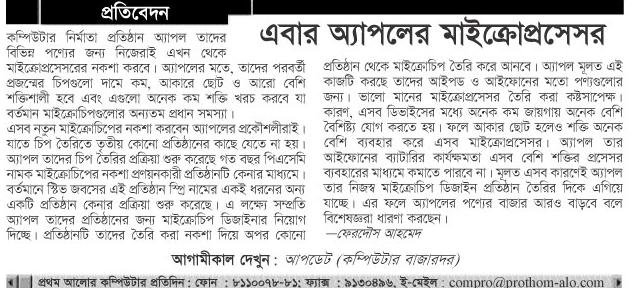 প্রতিবেদন
এবার অ্যাপলের মাইক্রোপ্রসেসর
কম্পিউটার নির্মাতা প্রতিষ্ঠান অ্যাপল তাদের
বিভিন্ন পণ্যের জন্য নিজেরাই এখন থেকে
মাইক্রোপ্রসেসরের নকশা করবে। অ্যাপলের মতে, তাদের পরবর্তী
প্রজন্মের চিপগুলো দামে কম, আকারে ছোট ও আরো বেশি
শক্তিশালী হবে এবং এগুলো অনেক কম শক্তি খরচ করবে যা
বর্তমান মাইক্রোচিপগুলোর অন্যতম প্রধান সমস্যা।
এসব নতুন মাইক্রোচিপের নকশা করবেন অ্যাপলের প্রকৌশলীরাই।
যাতে চিপ তৈরিতে তৃতীয় কোনো প্রতিষ্ঠানের কাছে যেতে না হয়।
অ্যাপল তাদের চিপ তৈরির প্রক্রিয়া শুরু করেছে গত বছর পিএসেমি
নামক মাইক্রোচিপের নকশা প্রণয়নকারী প্রতিষ্ঠানটি কেনার মাধ্যমে।
বর্তমানে স্টিভ জবসের এই প্রতিষ্ঠান স্প্রি নামের একই ধরনের অন্য
একটি প্রতিষ্ঠান কেনার প্রক্রিয়া শুরু করেছে। এ লক্ষ্যে সম্প্রতি
অ্যাপল তাদের প্রতিষ্ঠানের জন্য মাইক্রোচিপ ডিজাইনার নিয়োগ
দিচ্ছে। প্রতিষ্ঠানটি তাদের তৈরি করা নকশা দিয়ে অপর কোনো
প্রতিষ্ঠান থেকে মাইক্রোচিপ তৈরি করে আনবে। অ্যাপল মূলত এই
কাজটি করছে তাদের আইপড ও আইফোনের মতো পণ্যগুলোর
জন্য। ভালো মানের মাইক্রোপ্রসেসর তৈরি করা কষ্টসাপেক্ষ।
কারণ, এসব ডিভাইসের মধ্যে অনেক কম জায়গায় অনেক বেশি
বৈশিষ্ট্য যোগ করতে হয়। ফলে আকার ছোট হলেও শক্তি অনেক
বেশি ব্যবহার করে এসব মাইক্রোপ্রসেসর। অ্যাপল তার
আইফোনের ব্যাটারির কার্যক্ষমতা এসব বেশি শক্তির প্রসেসর
ব্যবহারের মাধ্যমে কমাতে পারবে না। মূলত এসব কারণেই অ্যাপল
তার নিজস্ব মাইক্রোচিপ ডিজাইন প্রতিষ্ঠান তৈরির দিকে এগিয়ে
যাচ্ছে। এর ফলে অ্যাপলের পণ্যের বাজার আরও বাড়বে বলে
বিশেষজ্ঞরা ধারণা করছেন।
—ফেরদৌস আহমেদ
আগামীকাল দেখুন : আপডেট (কম্পিউটার বাজারদর)
প্রথম আলোর কম্পিউটার প্রতিদিন : ফোন : ৮১১০০৭৮-৮১; ফ্যাক্স : ৯১৩০৪৯৬, ই-মেইল : compro@prothom-alo.com